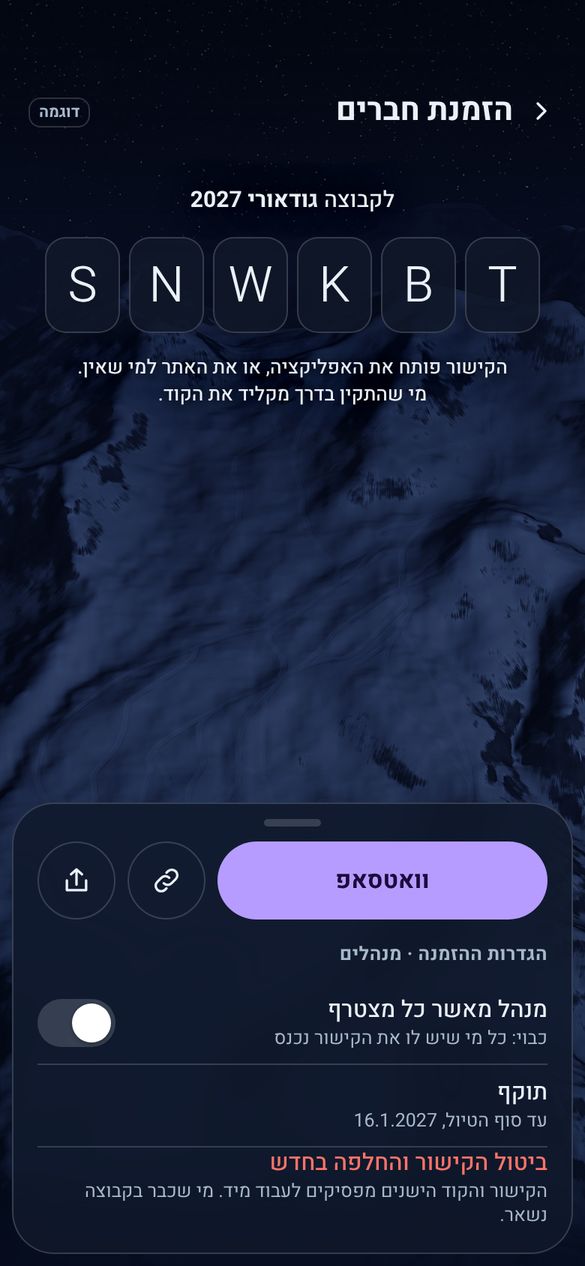 הזמנת חברים
דוגמה
לקבוצה גודאורי 2027
S N W K B T
הקישור פותח את האפליקציה, או את האתר למי שאין.
מי שהתקין בדרך מקליד את הקוד.
וואטסאפ
הגדרות ההזמנה · מנהלים
מנהל מאשר כל מצטרף
כבוי: כל מי שיש לו את הקישור נכנס
תוקף
עד סוף הטיול, 16.1.2027
ביטול הקישור והחלפה בחדש
הקישור והקוד הישנים מפסיקים לעבוד מיד. מי שכבר בקבוצה
נשאר.